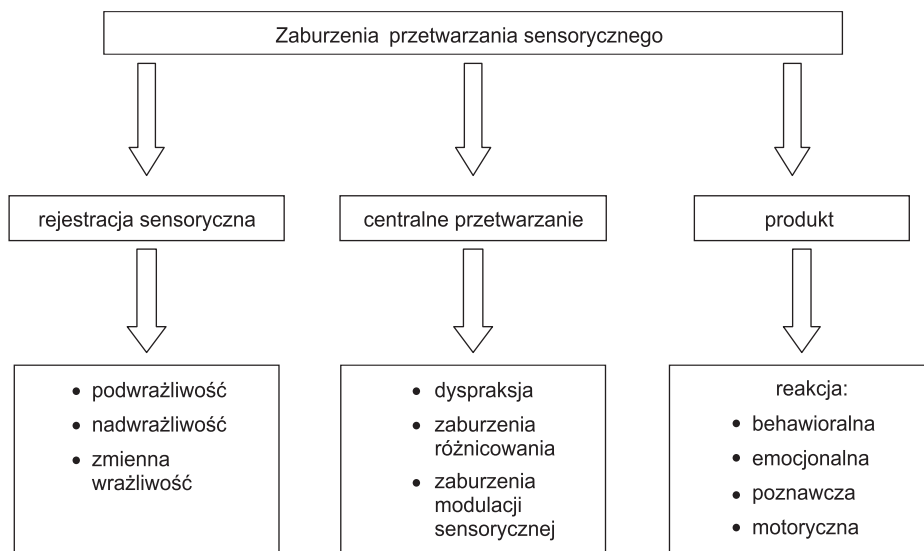 Zaburzenia przetwarzania sensorycznego
rejestracja sensoryczna
centralne przetwarzanie
produkt
• podwrażliwość
• nadwrażliwość
• zmienna
wrażliwość
• dyspraksja
• zaburzenia
różnicowania
• zaburzenia
modulacji
sensorycznej
reakcja:
• behawioralna
• emocjonalna
• poznawcza
• motoryczna